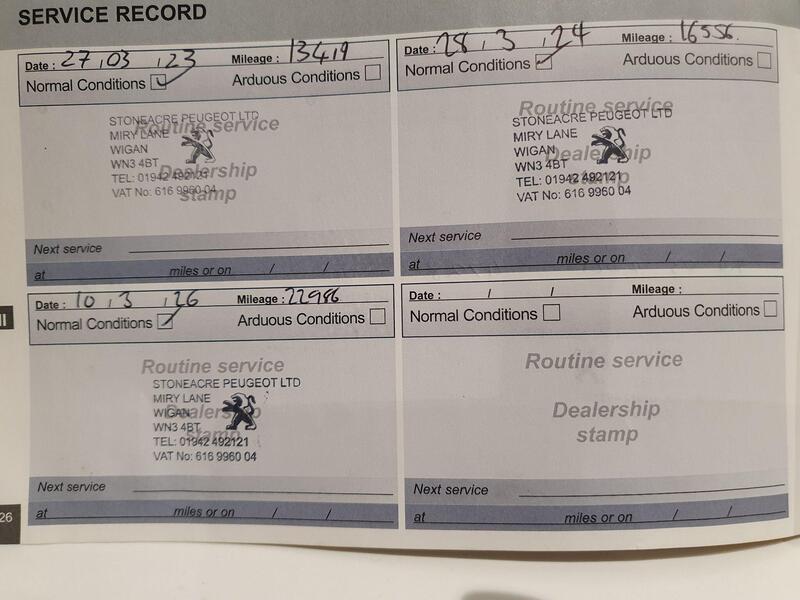 SERVICE RECORD
Date : 27 , 03 , 23 Mileage : 13419
Normal Conditions ✓ Arduous Conditions
Routine service
Dealership
stamp
STONEACRE PEUGEOT LTD
MIRY LANE
WIGAN
WN3 4BT
TEL: 01942 492121
VAT No: 616 9960 04
Next service
at miles or on / /
Date : 28 , 3 , 24 Mileage : 16556.
Normal Conditions ✓ Arduous Conditions
Routine service
Dealership
stamp
STONEACRE PEUGEOT LTD
MIRY LANE
WIGAN
WN3 4BT
TEL: 01942 492121
VAT No: 616 9960 04
Next service
at miles or on / /
Date : 10 , 3 , 26 Mileage : 22986
Normal Conditions ✓ Arduous Conditions
Routine service
Dealership
stamp
STONEACRE PEUGEOT LTD
MIRY LANE
WIGAN
WN3 4BT
TEL: 01942 492121
VAT No: 616 9960 04
Next service
at miles or on / /
Date : / / Mileage :
Normal Conditions Arduous Conditions
Routine service
Dealership
stamp
Next service
at miles or on / /
26